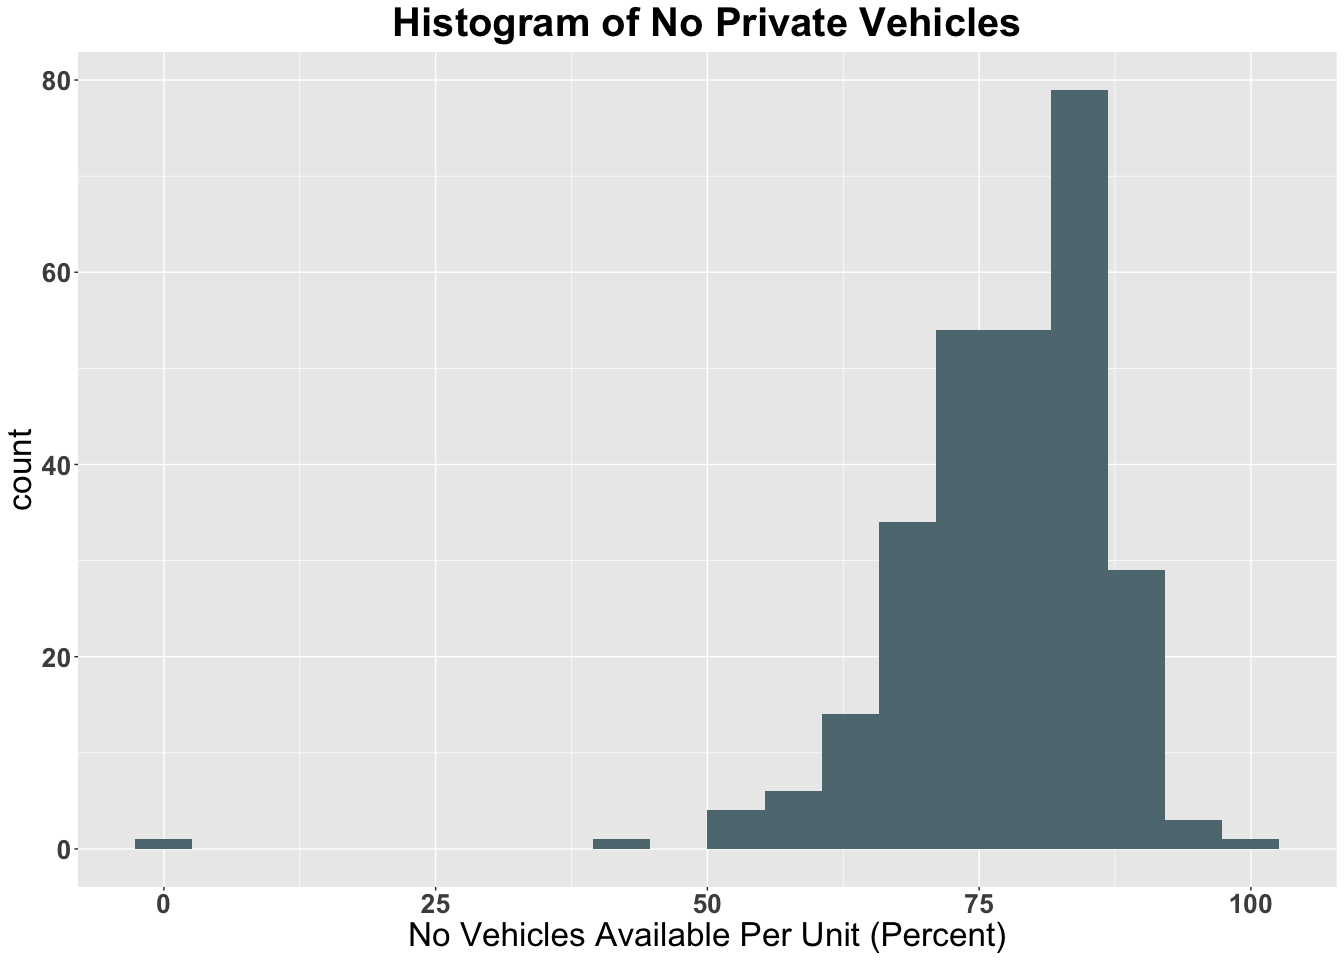 Histogram of No Private Vehicles
80
60
40
20
0
count
0 25 50 75 100
No Vehicles Available Per Unit (Percent)